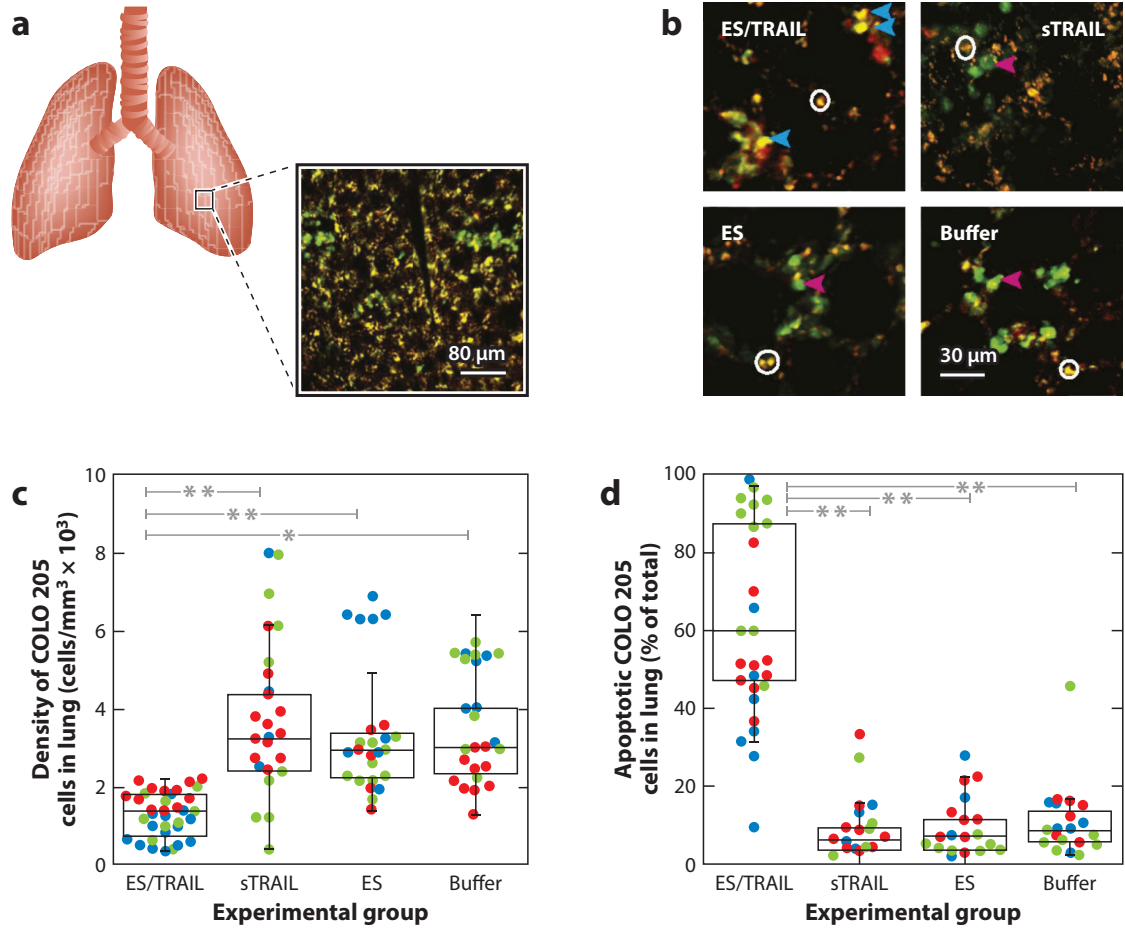 a
80 μm
b
ES/TRAIL
sTRAIL
ES
Buffer
30 μm
c
Density of COLO 205
cells in lung (cells/mm³ × 10³)
10
8
6
4
2
0
**
**
*
ES/TRAIL
sTRAIL
ES
Buffer
Experimental group
d
Apoptotic COLO 205
cells in lung (% of total)
100
80
60
40
20
0
**
**
**
ES/TRAIL
sTRAIL
ES
Buffer
Experimental group